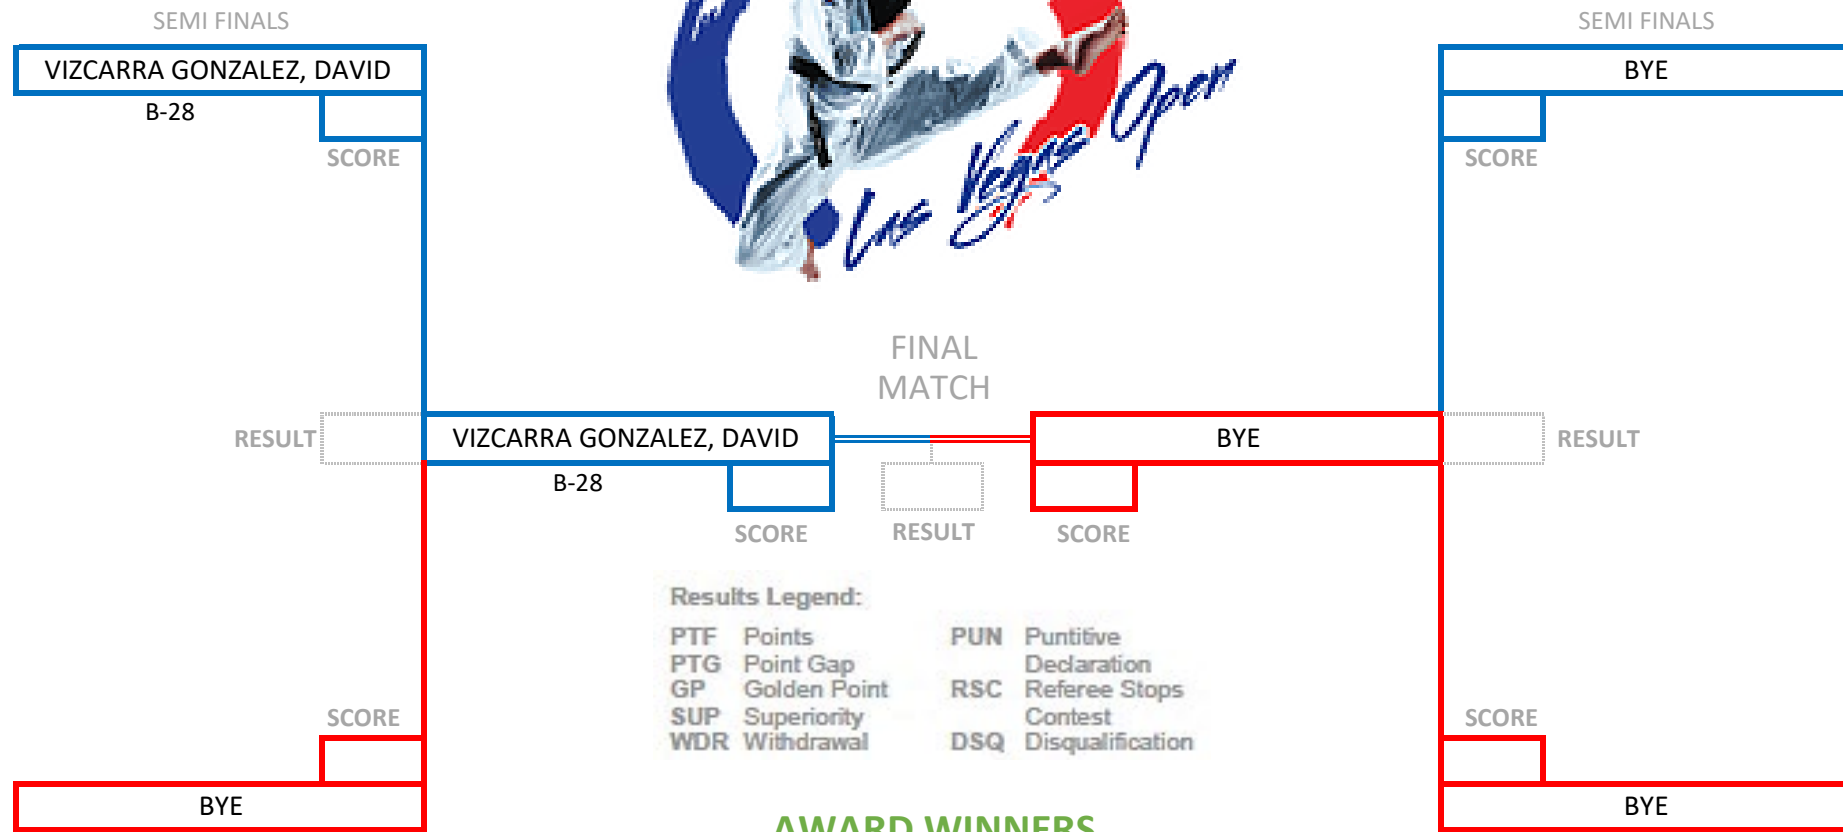 SEMI FINALS
SEMI FINALS
VIZCARRA GONZALEZ, DAVID
BYE
B-28
SCORE
SCORE
Las Vegas Open
FINAL
MATCH
RESULT
VIZCARRA GONZALEZ, DAVID
BYE
RESULT
B-28
SCORE
RESULT
SCORE
Results Legend:
PTF Points
PTG Point Gap
GP Golden Point
SUP Superiority
WDR Withdrawal
PUN Puntitive
Declaration
RSC Referee Stops
Contest
DSQ Disqualification
SCORE
SCORE
BYE
BYE
AWARD WINNERS